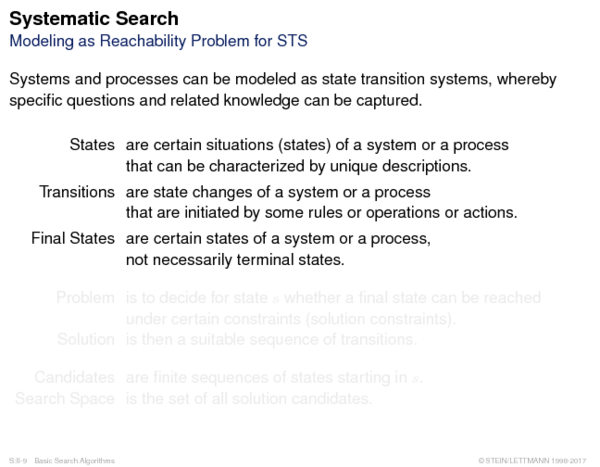 Systematic Search
Modeling as Reachability Problem for STS
Systems and processes can be modeled as state transition systems, whereby
specific questions and related knowledge can be captured.
States are certain situations (states) of a system or a process
that can be characterized by unique descriptions.
Transitions are state changes of a system or a process
that are initiated by some rules or operations or actions.
Final States are certain states of a system or a process,
not necessarily terminal states.
Problem is to decide for state s whether a final state can be reached
under certain constraints (solution constraints).
Solution is then a suitable sequence of transitions.
Candidates are finite sequences of states starting in s.
Search Space is the set of all solution candidates.
S:II-9 Basic Search Algorithms © STEIN/LETTMANN 1998-2017